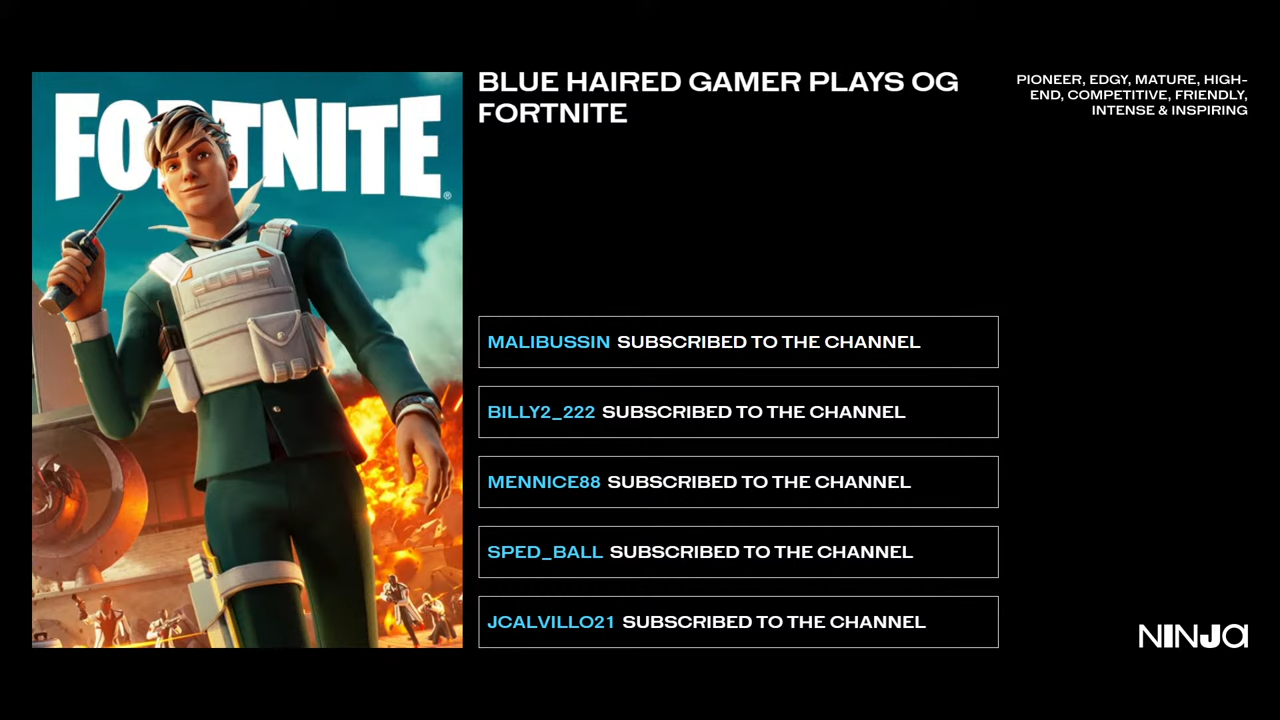 FORTNITE
®
BLUE HAIRED GAMER PLAYS OG
FORTNITE
PIONEER, EDGY, MATURE, HIGH-
END, COMPETITIVE, FRIENDLY,
INTENSE & INSPIRING
MALIBUSSIN SUBSCRIBED TO THE CHANNEL
BILLY2_222 SUBSCRIBED TO THE CHANNEL
MENNICE88 SUBSCRIBED TO THE CHANNEL
SPED_BALL SUBSCRIBED TO THE CHANNEL
JCALVILLO21 SUBSCRIBED TO THE CHANNEL
NINJA